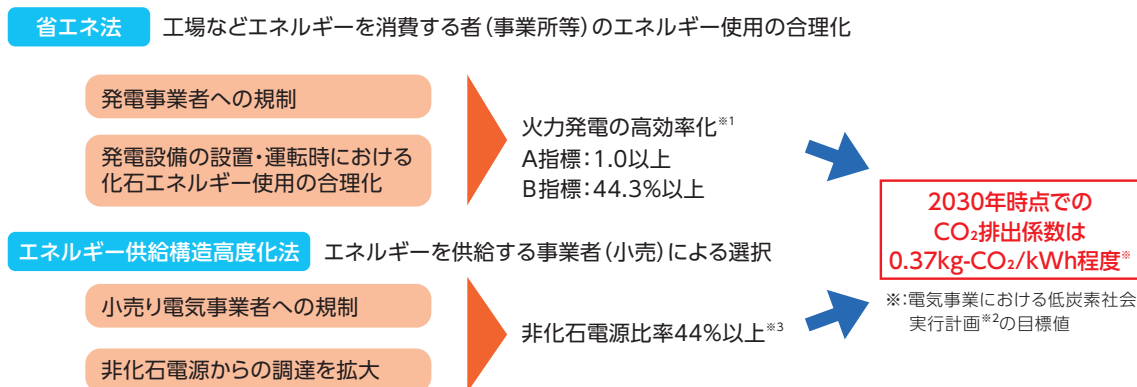 省エネ法 工場などエネルギーを消費する者(事業所等)のエネルギー使用の合理化
発電事業者への規制
発電設備の設置・運転時における
化石エネルギー使用の合理化
火力発電の高効率化※1
A指標:1.0以上
B指標:44.3%以上
エネルギー供給構造高度化法 エネルギーを供給する事業者(小売)による選択
小売り電気事業者への規制
非化石電源からの調達を拡大
非化石電源比率44%以上※3
2030年時点での
CO₂排出係数は
0.37kg-CO₂/kWh程度※
※:電気事業における低炭素社会
実行計画※2の目標値